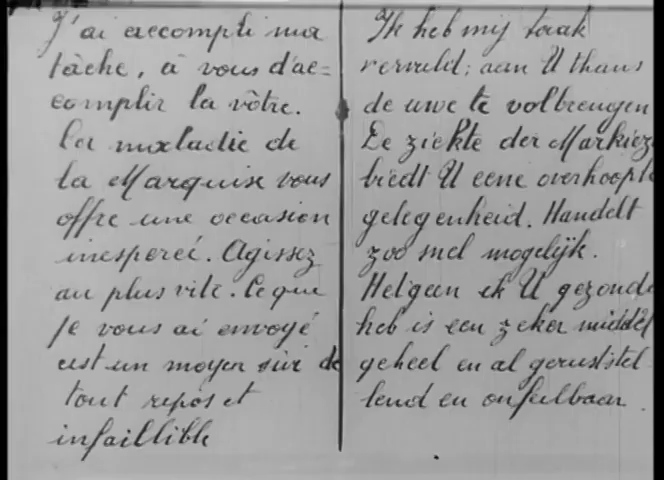 J'ai accompli ma
tâche, à vous d'ac=
complir la vôtre.
La maladie de
la Marquise vous
offre une occasion
inesperée. Agissez
au plus vite. Ce que
je vous ai envoyé
est un moyen sûr de
tout repos et
infaillible
Ik heb mij taak
vervuld; aan U thans
de uwe te volbrengen
De ziekte der Markiez
biedt U eene overhoopte
gelegenheid. Handelt
zoo snel mogelijk.
Hetgeen ik U gezonde
heb is een zeker middel
geheel en al geruststel
lend en onfeilbaar.